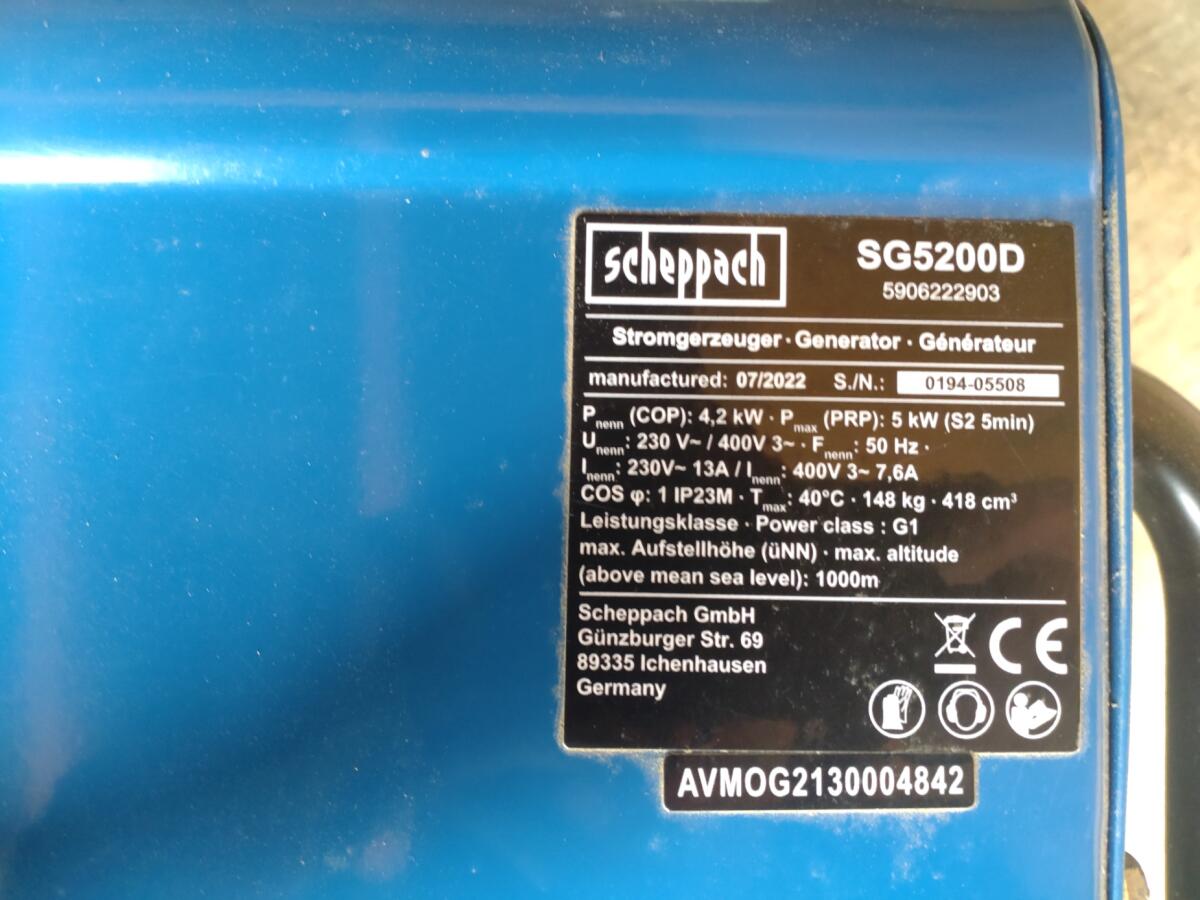 scheppach
SG5200D
5906222903
Stromgerzeuger · Generator · Générateur
manufactured: 07/2022 S./N.: 0194-05508
Pnenn (COP): 4,2 kW · Pmax (PRP): 5 kW (S2 5min)
Unenn: 230 V~ / 400V 3~ · Fnenn: 50 Hz ·
Inenn: 230V~ 13A / Inenn: 400V 3~ 7,6A
COS φ: 1 IP23M · Tmax: 40°C · 148 kg · 418 cm³
Leistungsklasse · Power class : G1
max. Aufstellhöhe (üNN) · max. altitude
(above mean sea level): 1000m
Scheppach GmbH
Günzburger Str. 69
89335 Ichenhausen
Germany
CE
AVMOG2130004842